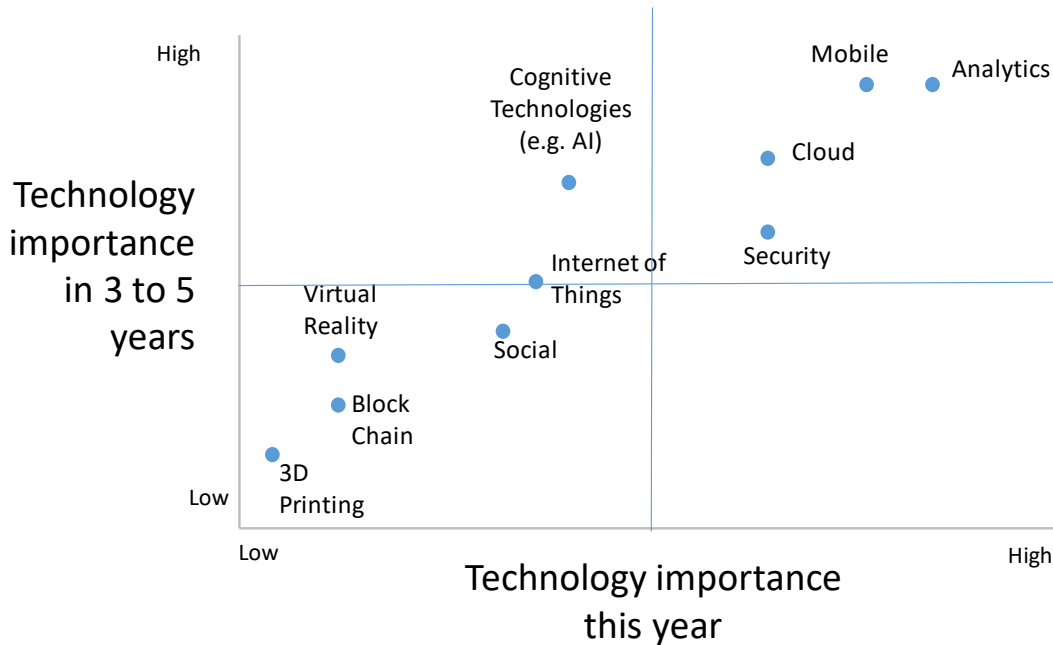 High
Technology
importance
in 3 to 5
years
Low
Cognitive
Technologies
(e.g. AI)
Mobile
Analytics
Cloud
Security
Internet of
Things
Virtual
Reality
Social
Block
Chain
3D
Printing
Low
High
Technology importance
this year